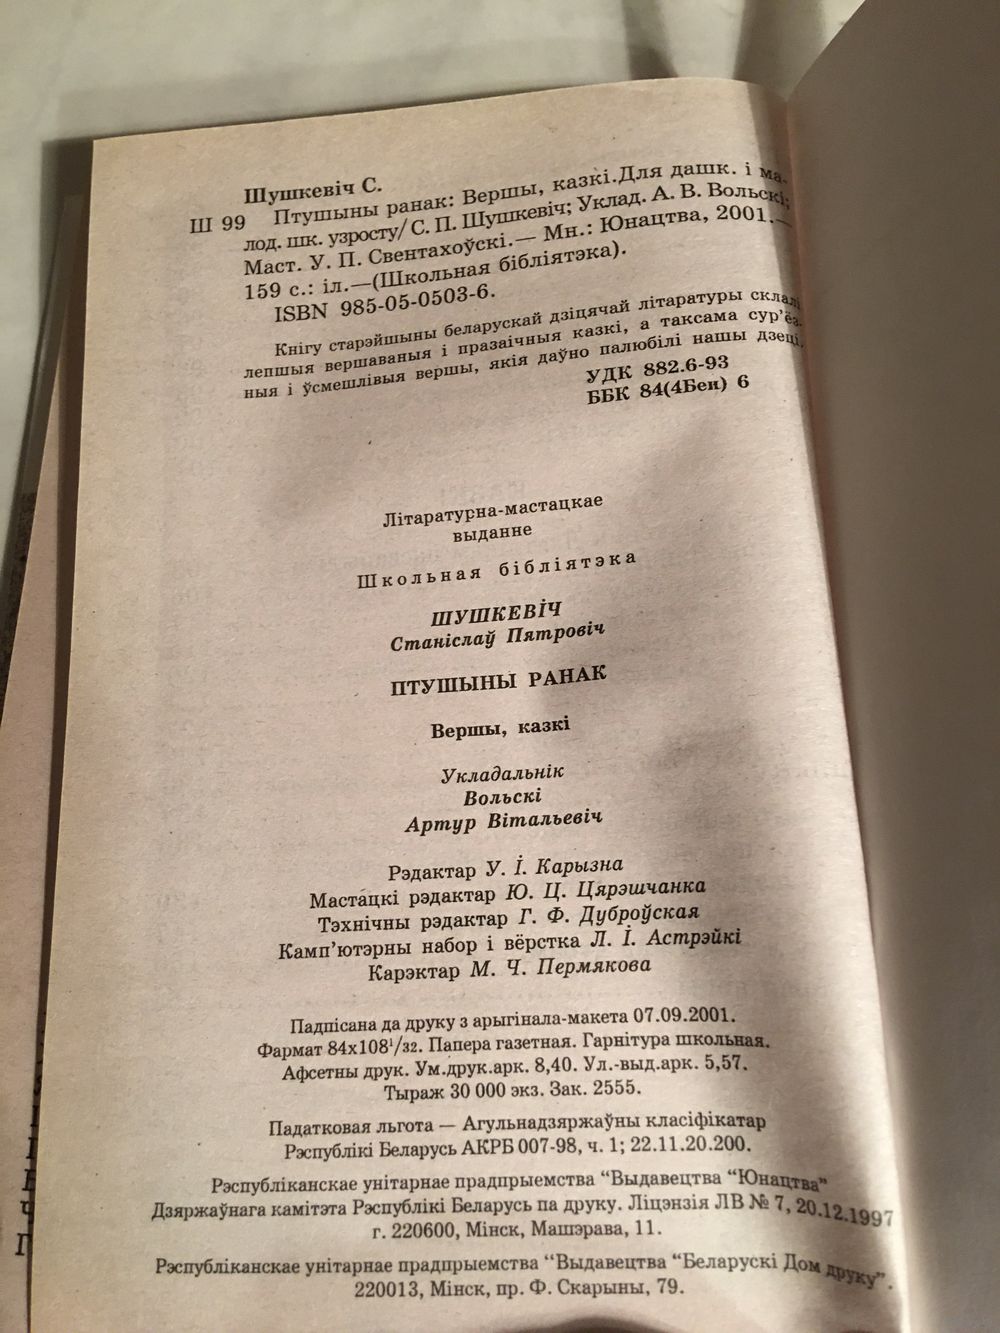 Шушкевіч С.
Ш 99 Птушыны ранак: Вершы, казкі.Для дашк. і ма-
лод. шк. узросту/ С. П. Шушкевіч; Уклад. А. В. Вольскі;
Маст. У. П. Свентахоўскі.— Мн.: Юнацтва, 2001.—
159 с.: іл.—(Школьная бібліятэка).
ISBN 985-05-0503-6.
Кнігу старэйшыны беларускай дзіцячай літаратуры склалі
лепшыя вершаваныя і празаічныя казкі, а таксама сур’ёз-
ныя і ўсмешлівыя вершы, якія даўно палюбілі нашы дзеці.
УДК 882.6-93
ББК 84(4Беи) 6
Літаратурна-мастацкае
выданне
Школьная бібліятэка
ШУШКЕВІЧ
Станіслаў Пятровіч
ПТУШЫНЫ РАНАК
Вершы, казкі
Укладальнік
Вольскі
Артур Вітальевіч
Рэдактар У. І. Карызна
Мастацкі рэдактар Ю. Ц. Цярэшчанка
Тэхнічны рэдактар Г. Ф. Дуброўская
Камп’ютэрны набор і вёрстка Л. І. Астрэйкі
Карэктар М. Ч. Пермякова
Падпісана да друку з арыгінала-макета 07.09.2001.
Фармат 84х108¹/32. Папера газетная. Гарнітура школьная.
Афсетны друк. Ум.друк.арк. 8,40. Ул.-выд.арк. 5,57.
Тыраж 30 000 экз. Зак. 2555.
Падатковая льгота — Агульнадзяржаўны класіфікатар
Рэспублікі Беларусь АКРБ 007-98, ч. 1; 22.11.20.200.
Рэспубліканскае унітарнае прадпрыемства “Выдавецтва “Юнацтва”
Дзяржаўнага камітэта Рэспублікі Беларусь па друку. Ліцэнзія ЛВ № 7, 20.12.1997
г. 220600, Мінск, Машэрава, 11.
Рэспубліканскае унітарнае прадпрыемства “Выдавецтва “Беларускі Дом друку”.
220013, Мінск, пр. Ф. Скарыны, 79.